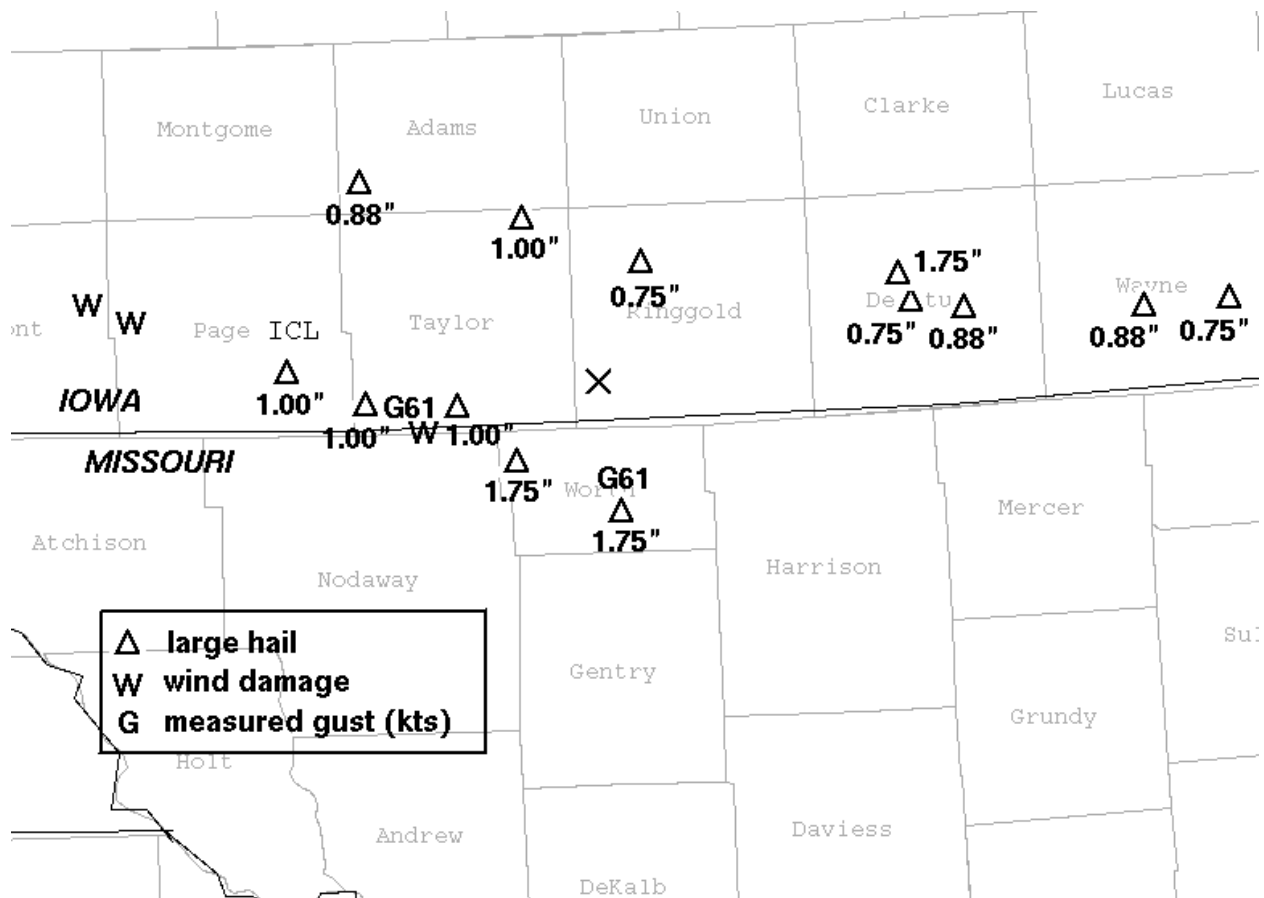 Lucas
Clarke
Union
Adams
Montgome
0.88"
1.00"
1.75"
0.75"
Ringgold
Wayne
0.75"
0.88"
0.88"
0.75"
W
W
ont
Page
ICL
Taylor
1.00"
IOWA
G61
1.00"
W
1.00"
MISSOURI
1.75"
G61
1.75"
Mercer
Atchison
Nodaway
Harrison
large hail
W wind damage
G measured gust (kts)
Gentry
Grundy
Holt
Andrew
Daviess
DeKalb